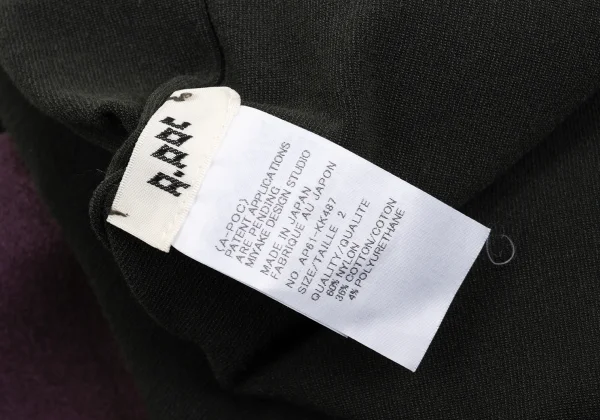 A.POC
(A-POC)
PATENT APPLICATIONS
ARE PENDING
MIYAKE DESIGN STUDIO
MADE IN JAPAN
FABRIQUE AU JAPON
NO. AP61-KK487
SIZE/TAILLE 2
QUALITY/QUALITE
60% NYLON
36% COTTON/COTON
4% POLYURETHANE